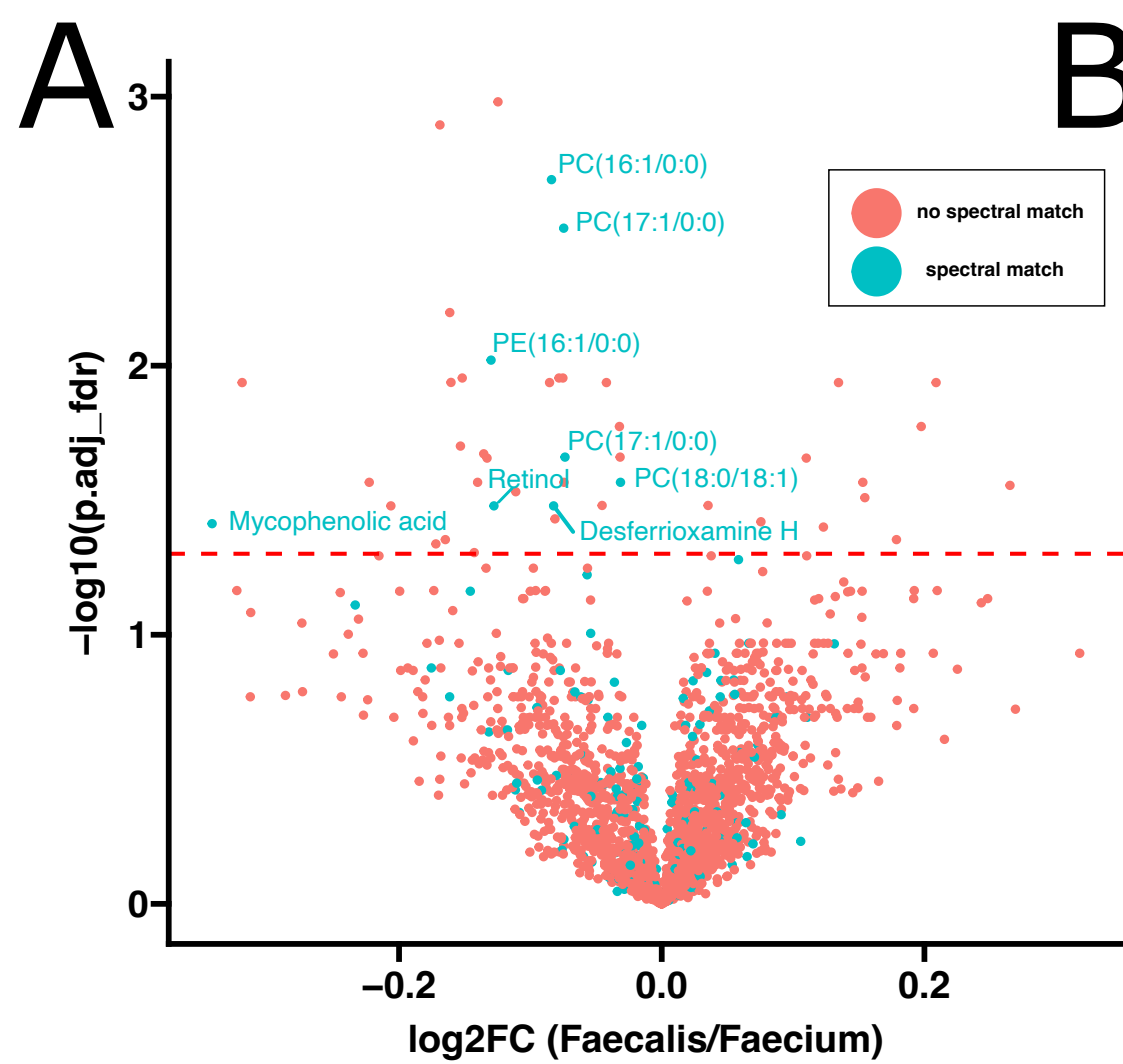 A
B
3
PC(16:1/0:0)
no spectral match
PC(17:1/0:0)
spectral match
PE(16:1/0:0)
2
−log10(p.adj_fdr)
PC(17:1/0:0)
Retinol
PC(18:0/18:1)
Mycophenolic acid
Desferrioxamine H
1
0
−0.2
0.0
0.2
log2FC (Faecalis/Faecium)